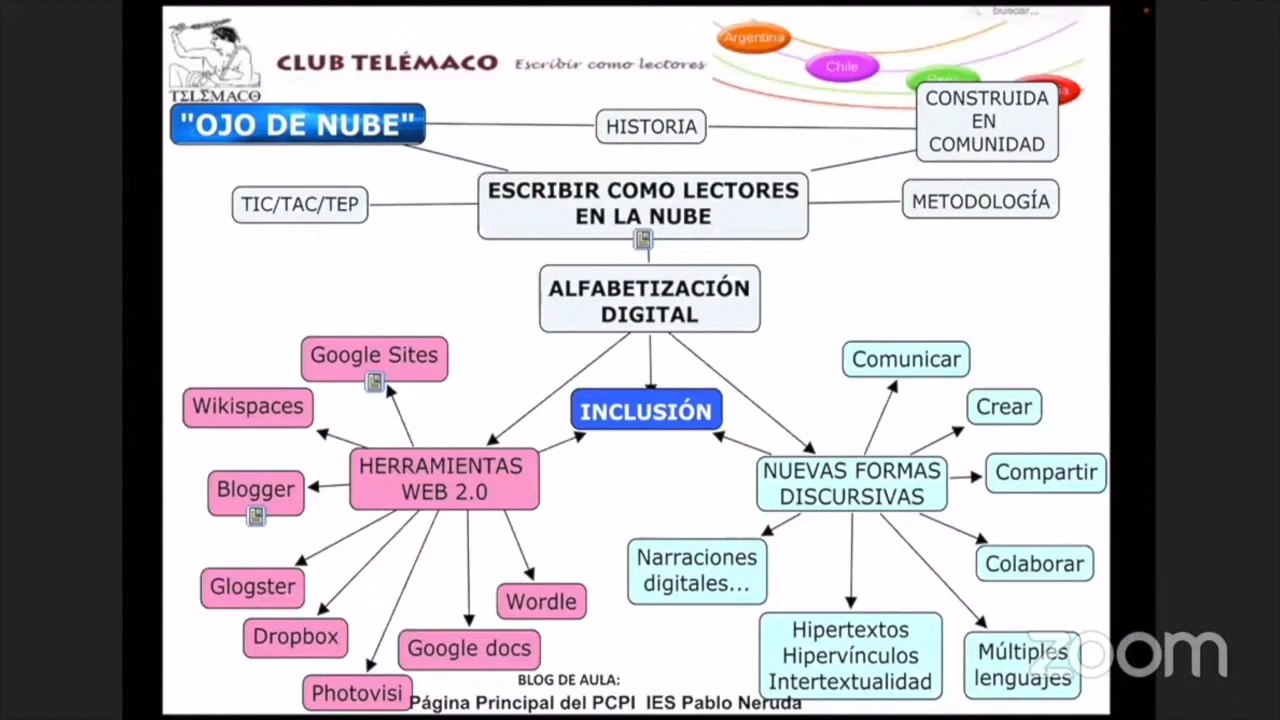 buscar...
Argentina
Chile
Perú
TELEMACO
CLUB TELÉMACO
Escribir como lectores
"OJO DE NUBE"
HISTORIA
CONSTRUIDA
EN
COMUNIDAD
TIC/TAC/TEP
ESCRIBIR COMO LECTORES
EN LA NUBE
METODOLOGÍA
ALFABETIZACIÓN
DIGITAL
Google Sites
Comunicar
Wikispaces
INCLUSIÓN
Crear
HERRAMIENTAS
WEB 2.0
NUEVAS FORMAS
DISCURSIVAS
Compartir
Blogger
Narraciones
digitales...
Colaborar
Glogster
Wordle
Dropbox
Google docs
Hipertextos
Hipervínculos
Intertextualidad
Múltiples
lenguajes
zoom
Photovisi
BLOG DE AULA:
Página Principal del PCPI IES Pablo Neruda